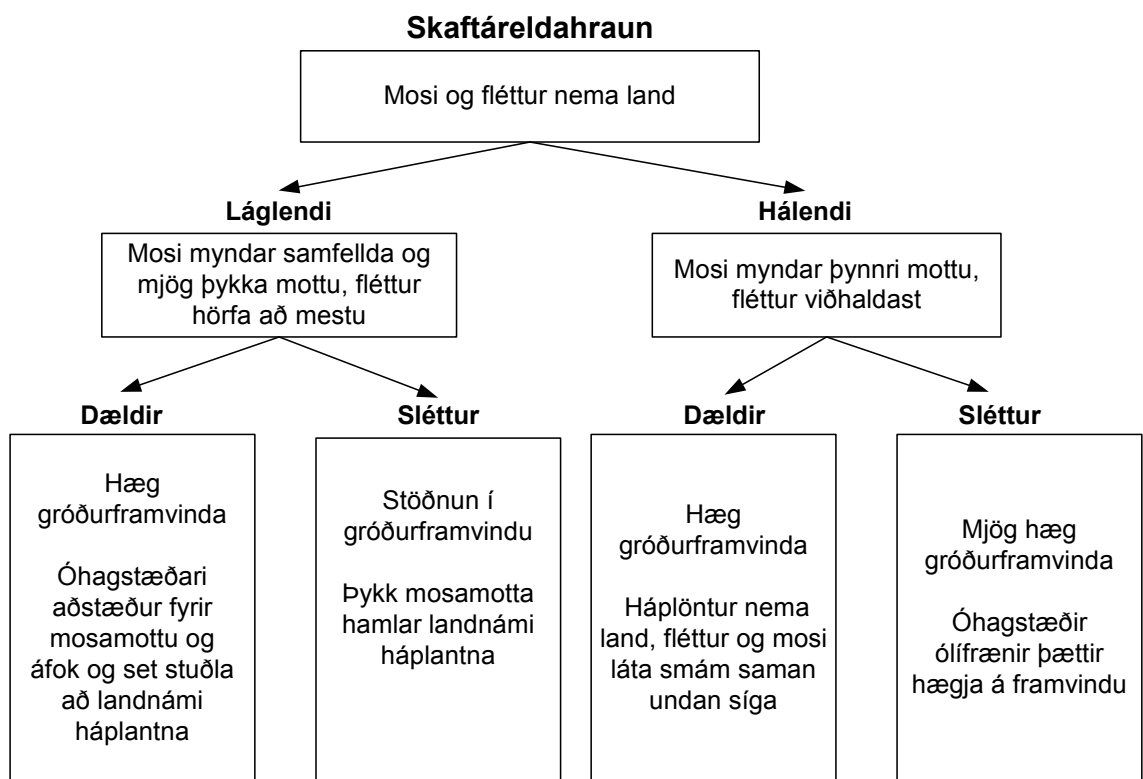 Skaftáreldahraun
Mosi og fléttur nema land
Láglendi
Mosi myndar samfellda og
mjög þykka mottu, fléttur
hörfa að mestu
Hálendi
Mosi myndar þynnri mottu,
fléttur viðhaldast
Dældir
Hæg
gróðurframvinda
Óhagstæðari
aðstæður fyrir
mosamottu og
áfok og set stuðla
að landnámi
háplantna
Sléttur
Stöðnun í
gróðurframvindu
Þykk mosamotta
hamlar landnámi
háplantna
Dældir
Hæg
gróðurframvinda
Háplöntur nema
land, fléttur og mosi
láta smám saman
undan síga
Sléttur
Mjög hæg
gróðurframvinda
Óhagstæðir
ólífrænir þættir
hægja á framvindu